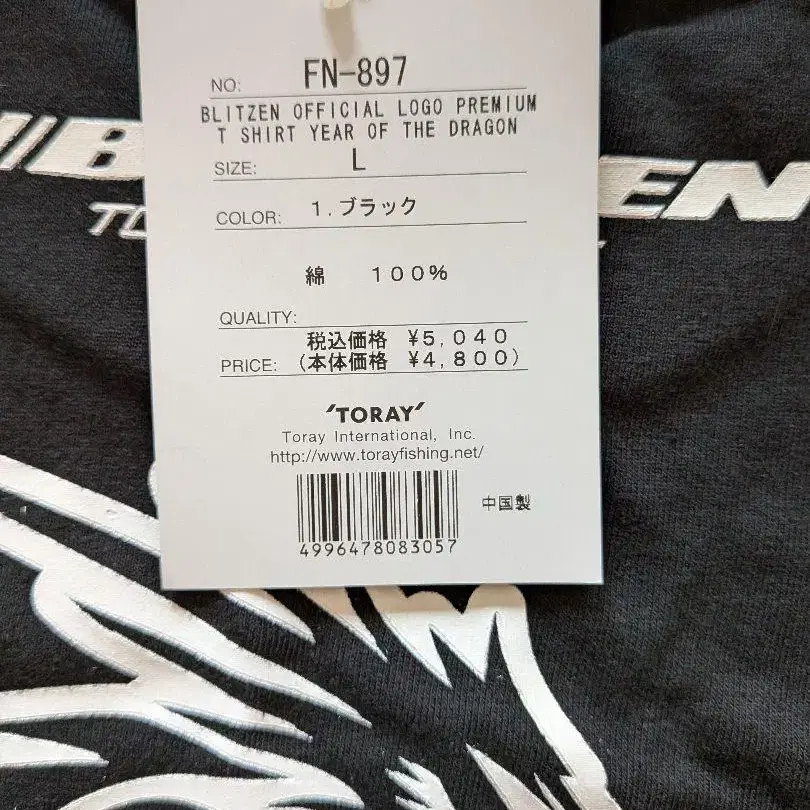 NO: FN-897
BLITZEN OFFICIAL LOGO PREMIUM
T SHIRT YEAR OF THE DRAGON
SIZE: L
COLOR: 1.ブラック
綿 100%
QUALITY:
税込価格 ¥5,040
PRICE: (本体価格 ¥4,800)
'TORAY'
Toray International, Inc.
http://www.torayfishing.net/
中国製
4996478083057